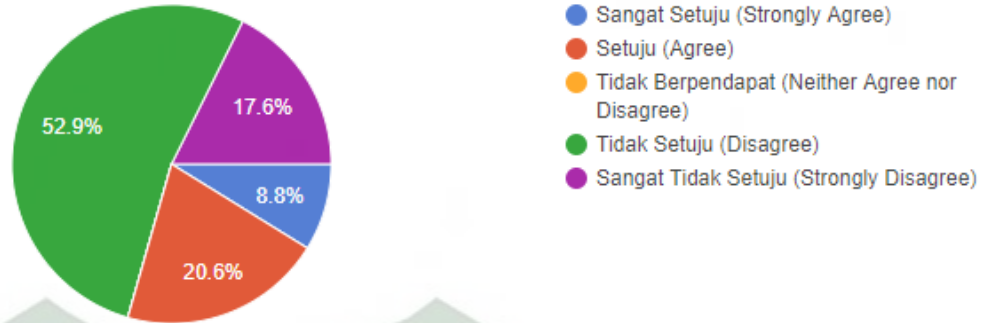 52.9%
17.6%
8.8%
20.6%
Sangat Setuju (Strongly Agree)
Setuju (Agree)
Tidak Berpendapat (Neither Agree nor
Disagree)
Tidak Setuju (Disagree)
Sangat Tidak Setuju (Strongly Disagree)